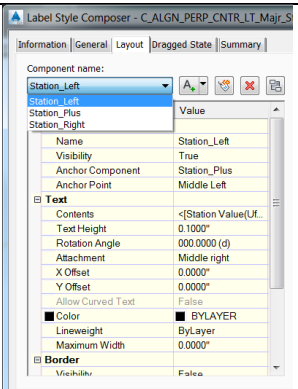 Label Style Composer - C_ALGN_PERP_CNTR_LT_Majr_S
Information General Layout Dragged State Summary
Component name:
Station_Left
Station_Left
Station_Plus
Station_Right
Value
Name Station_Left
Visibility True
Anchor Component Station_Plus
Anchor Point Middle Left
Text
Contents <[Station Value(Uf...
Text Height 0.1000"
Rotation Angle 000.0000 (d)
Attachment Middle right
X Offset 0.0000"
Y Offset 0.0000"
Allow Curved Text False
Color BYLAYER
Lineweight ByLayer
Maximum Width 0.0000"
Border
Visibility False